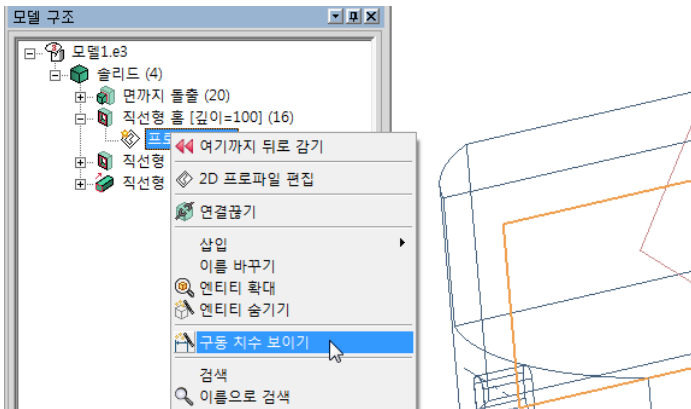 모델 구조
모델1.e3
솔리드 (4)
면까지 돌출 (20)
직선형 홈 [깊이=100] (16)
직선형
직선형
여기까지 뒤로 감기
2D 프로파일 편집
연결끊기
삽입
이름 바꾸기
엔티티 확대
엔티티 숨기기
구동 치수 보이기
검색
이름으로 검색